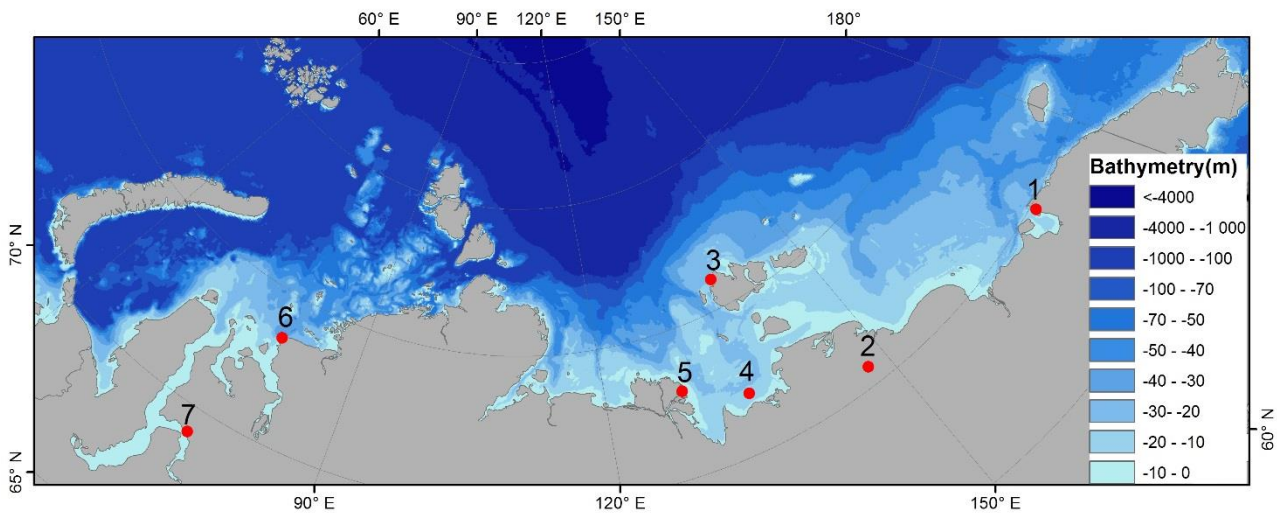 60° E 90° E 120° E 150° E 180°
Bathymetry(m)
<-4000
-4000 - -1 000
-1000 - -100
-100 - -70
-70 - -50
-50 - -40
-40 - -30
-30 - -20
-20 - -10
-10 - 0
1
2
3
4
5
6
7
70° N
65° N
60° N
90° E 120° E 150° E